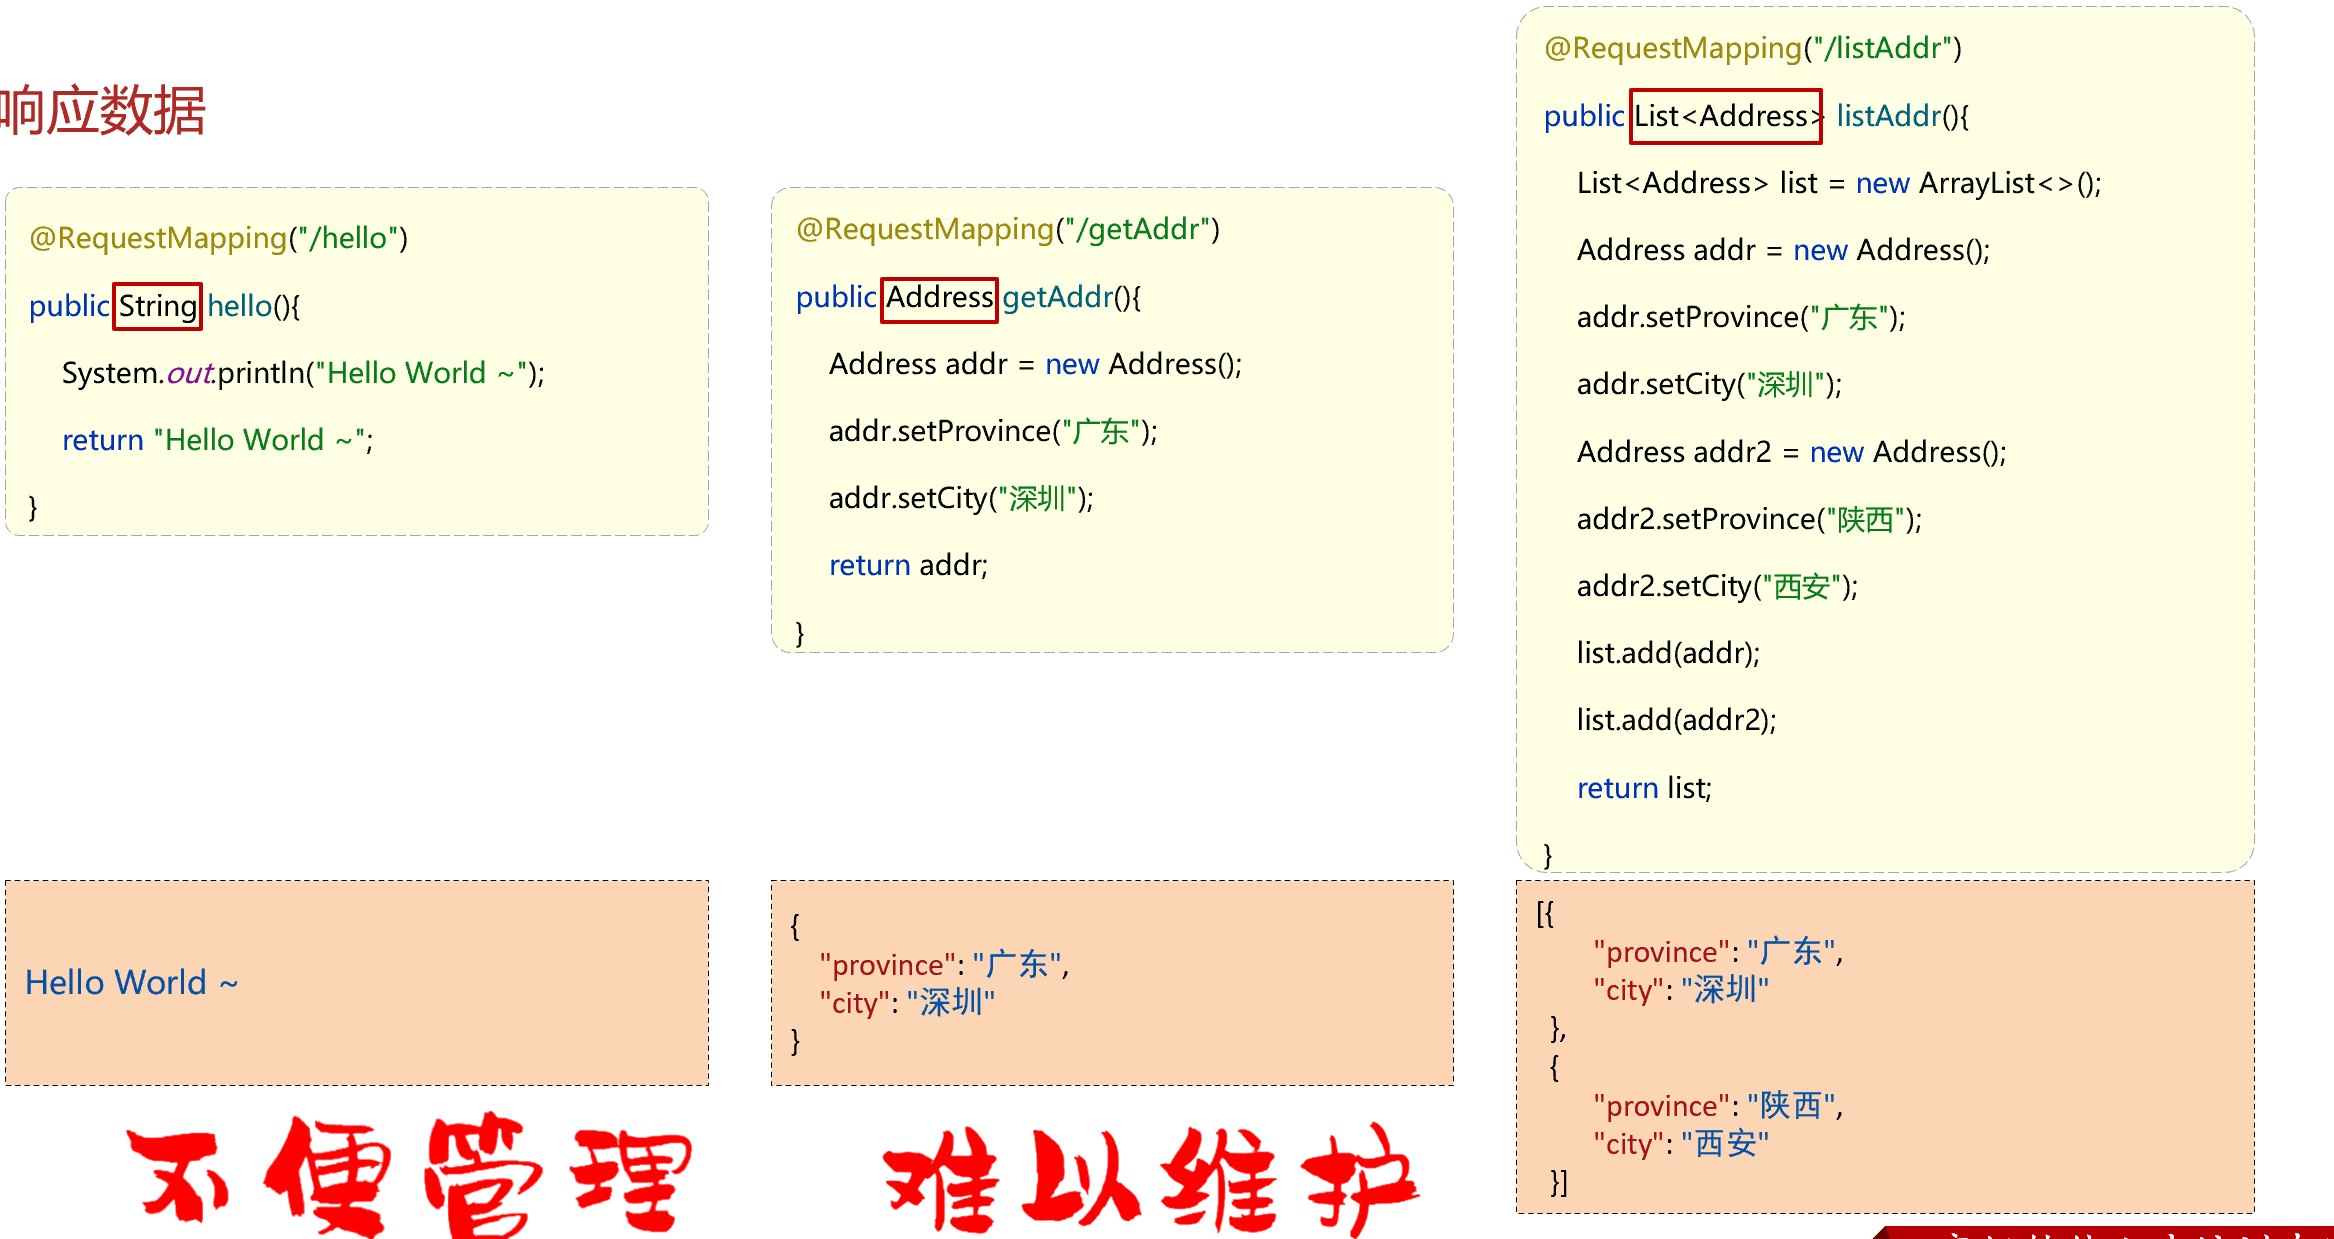 响应数据
@RequestMapping("/hello")
public String hello(){
System.out.println("Hello World ~");
return "Hello World ~";
}
Hello World ~
不便管理
@RequestMapping("/getAddr")
public Address getAddr(){
Address addr = new Address();
addr.setProvince("广东");
addr.setCity("深圳");
return addr;
}
{
"province": "广东",
"city": "深圳"
}
难以维护
@RequestMapping("/listAddr")
public List<Address> listAddr(){
List<Address> list = new ArrayList<>();
Address addr = new Address();
addr.setProvince("广东");
addr.setCity("深圳");
Address addr2 = new Address();
addr2.setProvince("陕西");
addr2.setCity("西安");
list.add(addr);
list.add(addr2);
return list;
}
[{
"province": "广东",
"city": "深圳"
},
{
"province": "陕西",
"city": "西安"
}]